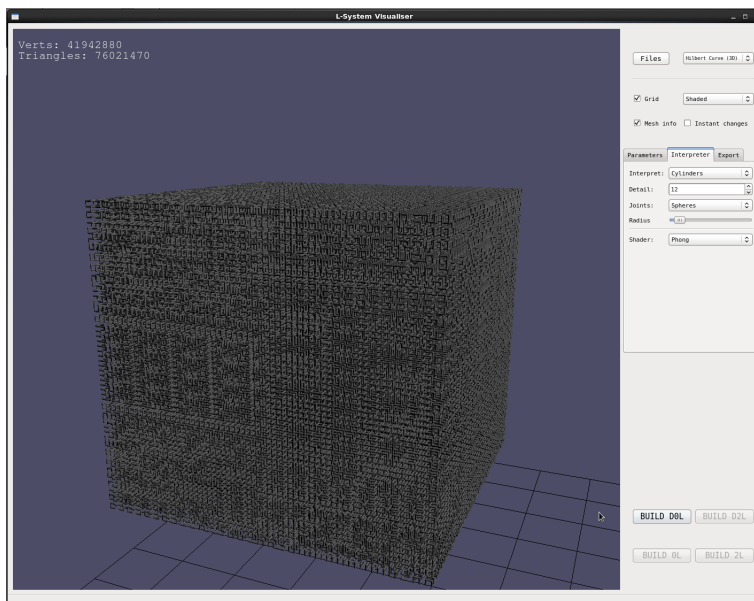 L-System Visualiser
Verts: 41942880
Triangles: 76021470
Files
Hilbert Curve (3D)
Grid
Shaded
Mesh info
Instant changes
Parameters
Interpreter
Export
Interpret:
Cylinders
Detail:
12
Joints:
Spheres
Radius
Shader:
Phong
BUILD D0L
BUILD D2L
BUILD 0L
BUILD 2L